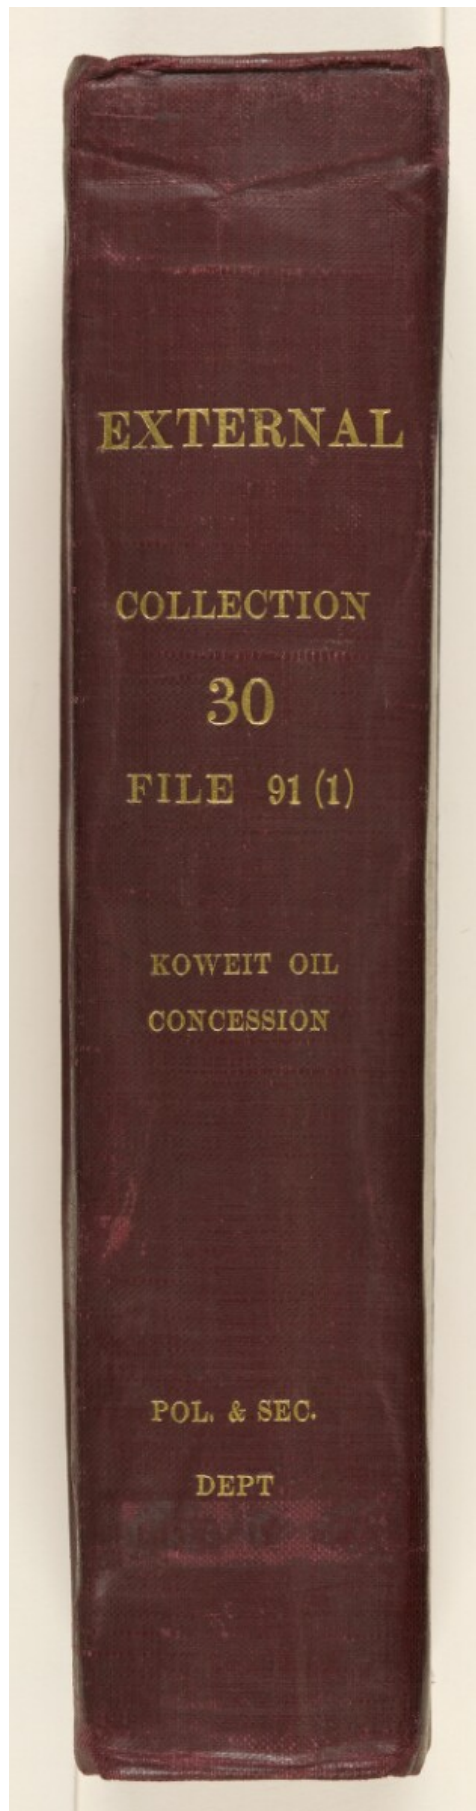 EXTERNAL
COLLECTION
30
FILE 91 (1)
KOWEIT OIL
CONCESSION
POL. & SEC.
DEPT